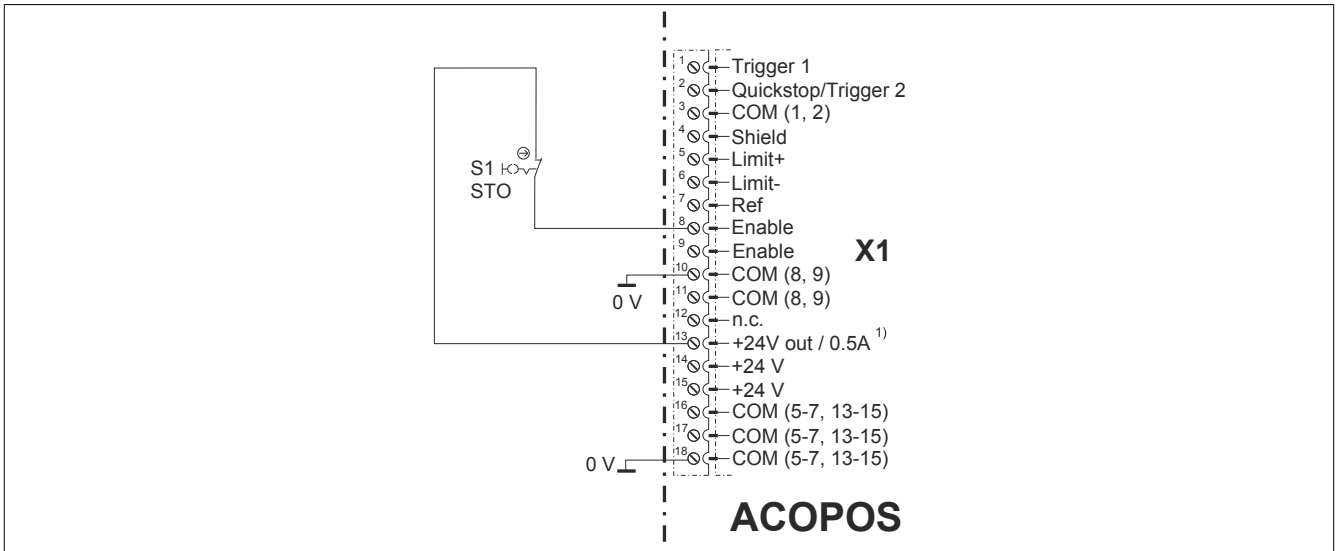 1 Trigger 1
2 Quickstop/Trigger 2
3 COM (1, 2)
4 Shield
5 Limit+
6 Limit-
7 Ref
8 Enable
9 Enable
10 COM (8, 9)
11 COM (8, 9)
12 n.c.
13 +24V out / 0.5A 1)
14 +24 V
15 +24 V
16 COM (5-7, 13-15)
17 COM (5-7, 13-15)
18 COM (5-7, 13-15)
S1
STO
X1
0 V
0 V
ACOPOS